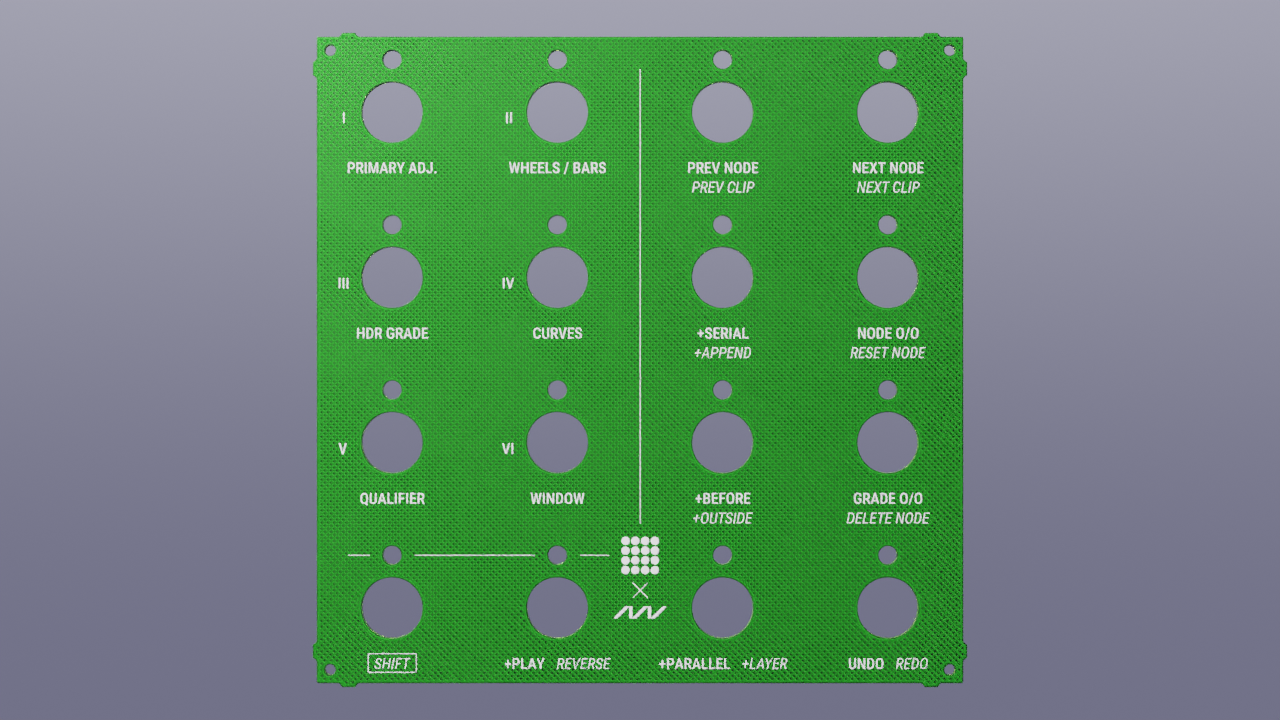 I
II
PRIMARY ADJ.
WHEELS / BARS
PREV NODE
PREV CLIP
NEXT NODE
NEXT CLIP
III
IV
HDR GRADE
CURVES
+SERIAL
+APPEND
NODE O/O
RESET NODE
V
VI
QUALIFIER
WINDOW
+BEFORE
+OUTSIDE
GRADE O/O
DELETE NODE
SHIFT
+PLAY REVERSE
+PARALLEL +LAYER
UNDO REDO